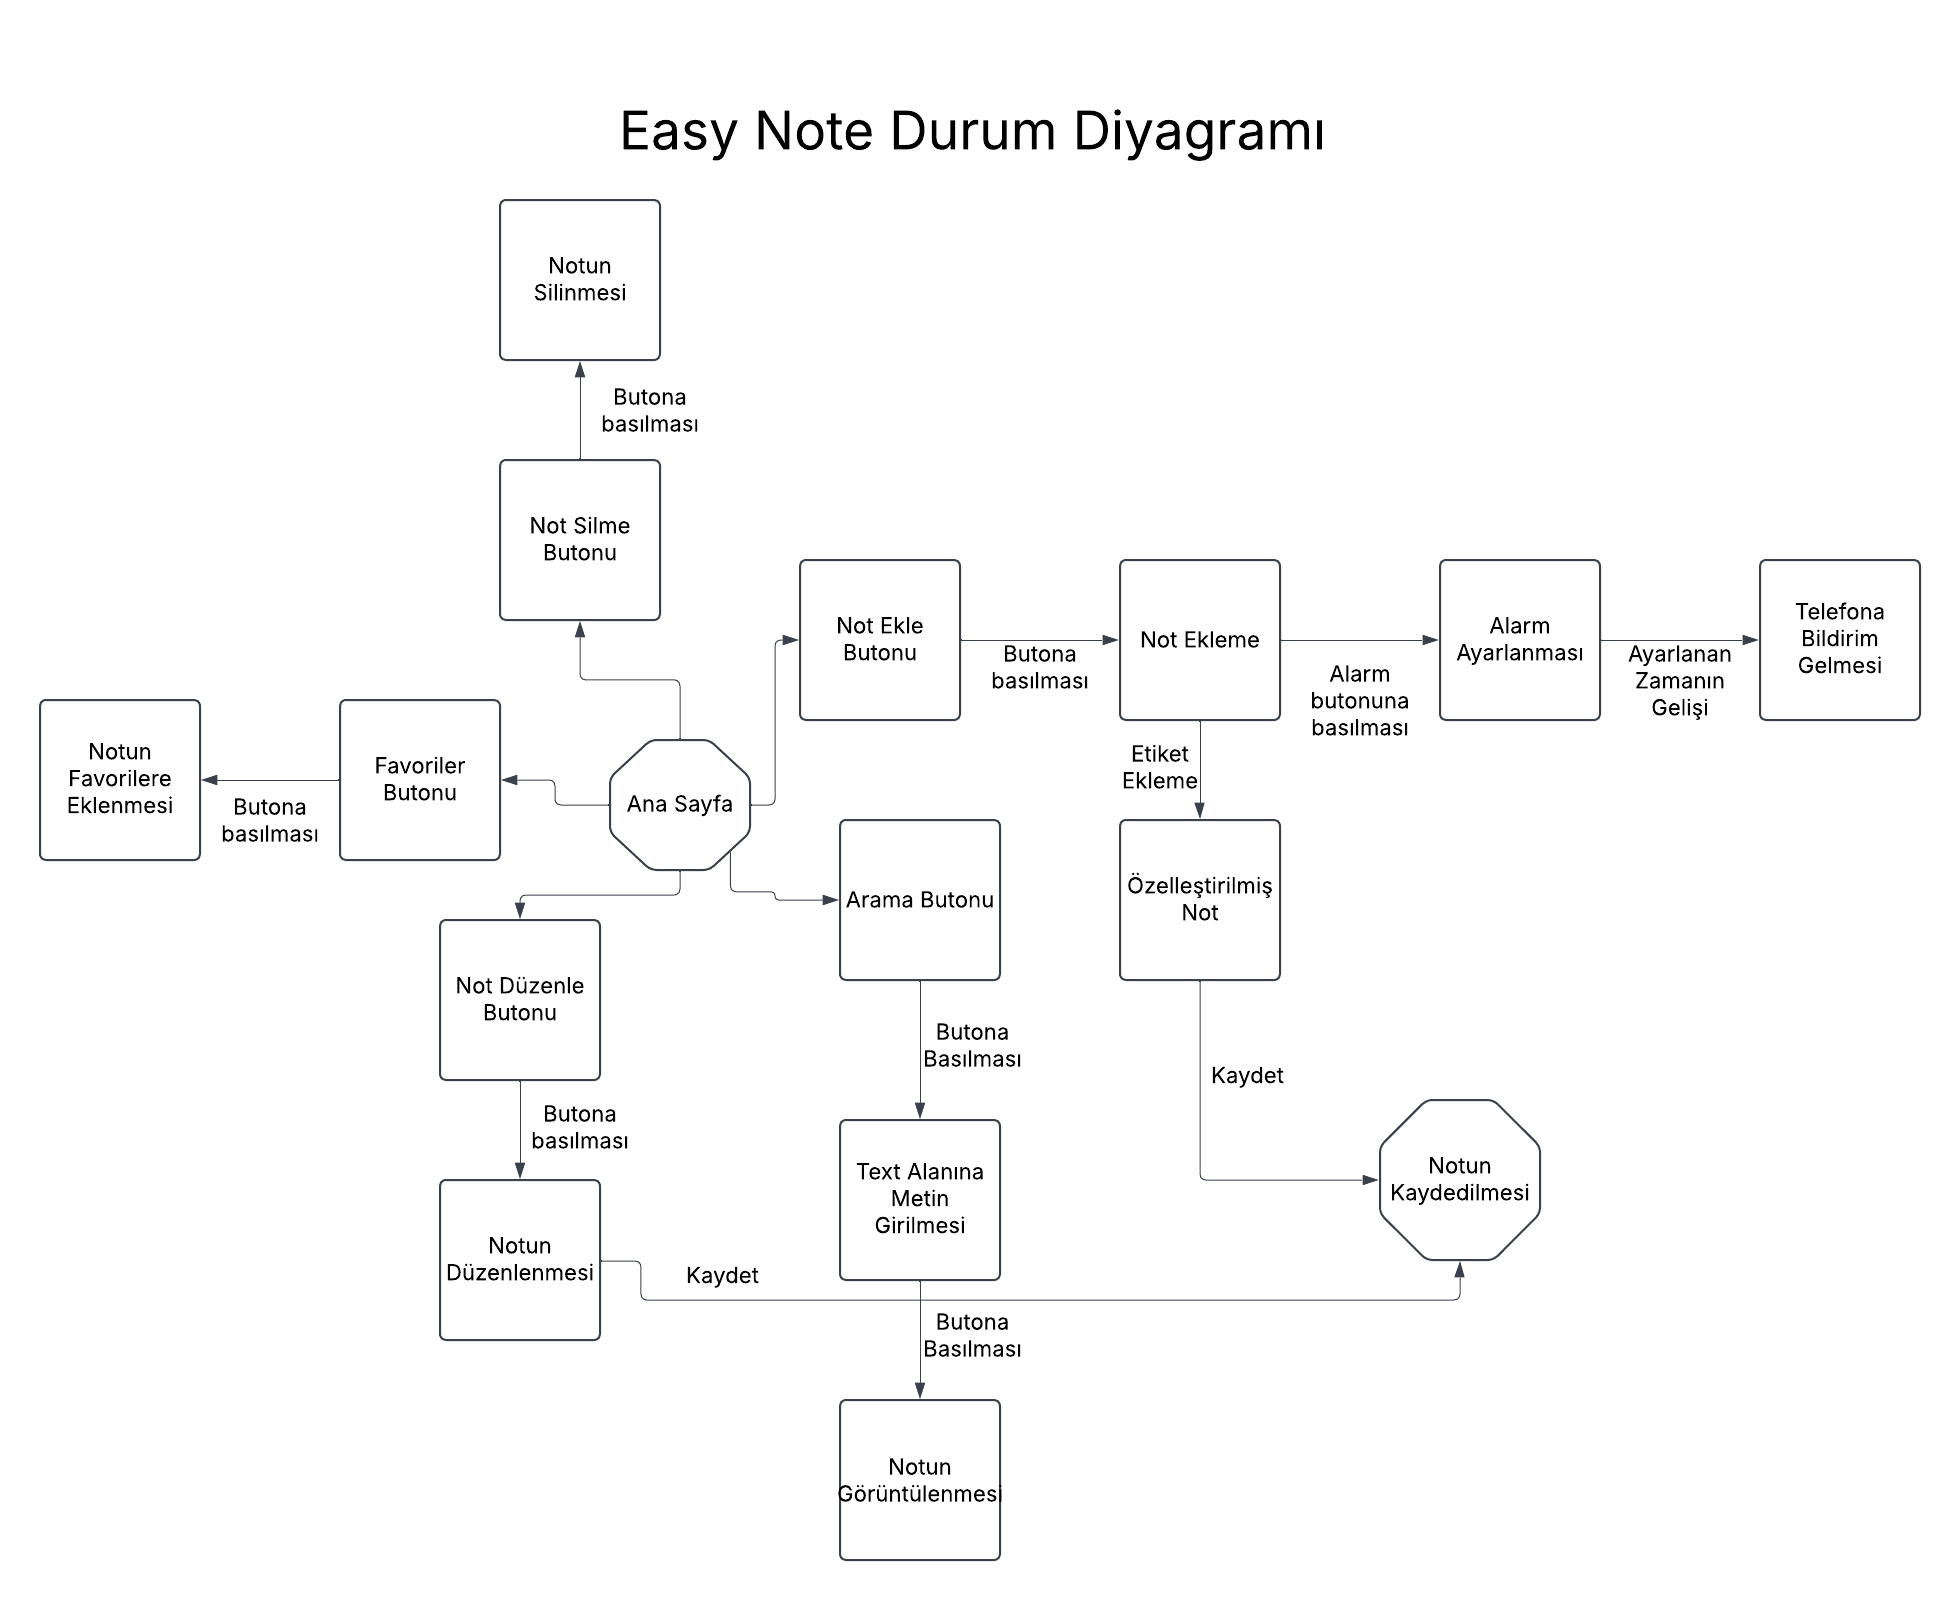 Easy Note Durum Diyagramı
Notun
Silinmesi
Butona
basılması
Not Silme
Butonu
Not Ekle
Butonu
Butona
basılması
Not Ekleme
Alarm
butonuna
basılması
Alarm
Ayarlanması
Ayarlanan
Zamanın
Gelişi
Telefona
Bildirim
Gelmesi
Notun
Favorilere
Eklenmesi
Butona
basılması
Favoriler
Butonu
Ana Sayfa
Etiket
Ekleme
Arama Butonu
Özelleştirilmiş
Not
Not Düzenle
Butonu
Butona
Basılması
Kaydet
Butona
basılması
Text Alanına
Metin
Girilmesi
Notun
Kaydedilmesi
Notun
Düzenlenmesi
Kaydet
Butona
Basılması
Notun
Görüntülenmesi